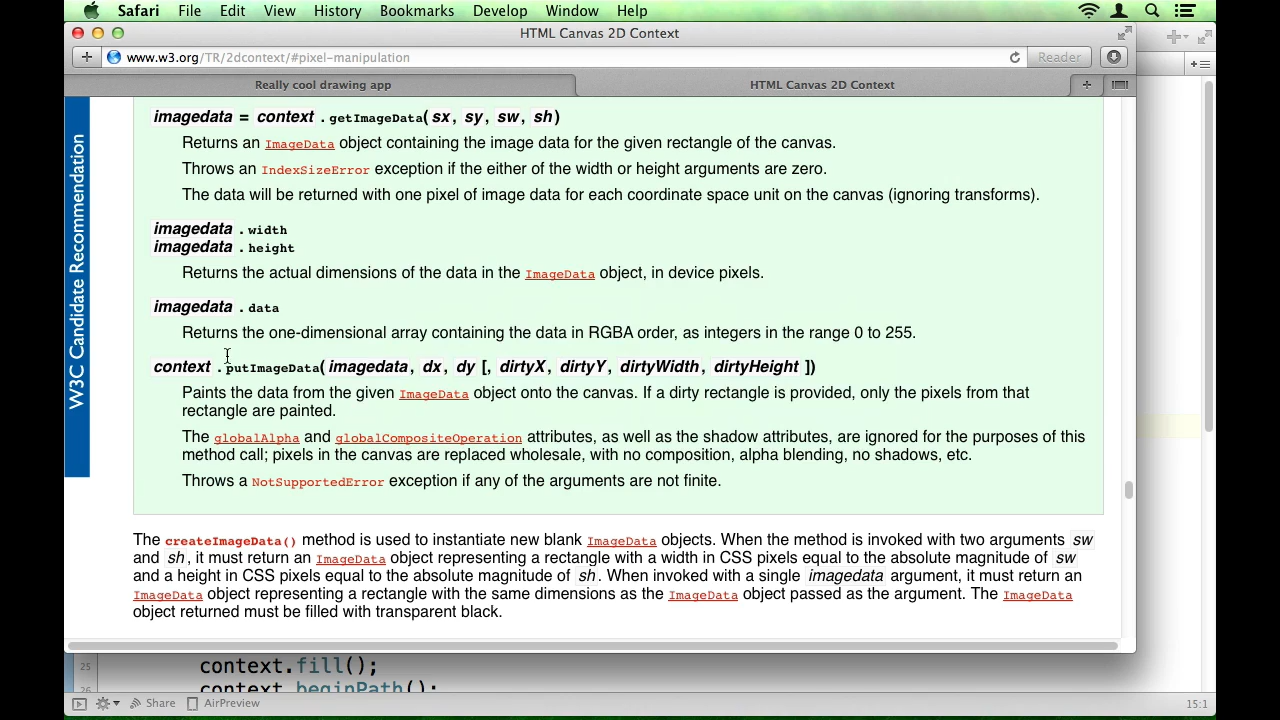 Safari File Edit View History Bookmarks Develop Window Help
HTML Canvas 2D Context
www.w3.org/TR/2dcontext/#pixel-manipulation
Reader
Really cool drawing app
HTML Canvas 2D Context
W3C Candidate Recommendation
imagedata = context . getImageData(sx, sy, sw, sh)
Returns an ImageData object containing the image data for the given rectangle of the canvas.
Throws an IndexSizeError exception if the either of the width or height arguments are zero.
The data will be returned with one pixel of image data for each coordinate space unit on the canvas (ignoring transforms).
imagedata . width
imagedata . height
Returns the actual dimensions of the data in the ImageData object, in device pixels.
imagedata . data
Returns the one-dimensional array containing the data in RGBA order, as integers in the range 0 to 255.
context . putImageData(imagedata, dx, dy [, dirtyX, dirtyY, dirtyWidth, dirtyHeight ])
Paints the data from the given ImageData object onto the canvas. If a dirty rectangle is provided, only the pixels from that
rectangle are painted.
The globalAlpha and globalCompositeOperation attributes, as well as the shadow attributes, are ignored for the purposes of this
method call; pixels in the canvas are replaced wholesale, with no composition, alpha blending, no shadows, etc.
Throws a NotSupportedError exception if any of the arguments are not finite.
The createImageData() method is used to instantiate new blank ImageData objects. When the method is invoked with two arguments sw
and sh, it must return an ImageData object representing a rectangle with a width in CSS pixels equal to the absolute magnitude of sw
and a height in CSS pixels equal to the absolute magnitude of sh. When invoked with a single imagedata argument, it must return an
ImageData object representing a rectangle with the same dimensions as the ImageData object passed as the argument. The ImageData
object returned must be filled with transparent black.
25 context.fill();
26 context.beginPath();
Share AirPreview 15:1